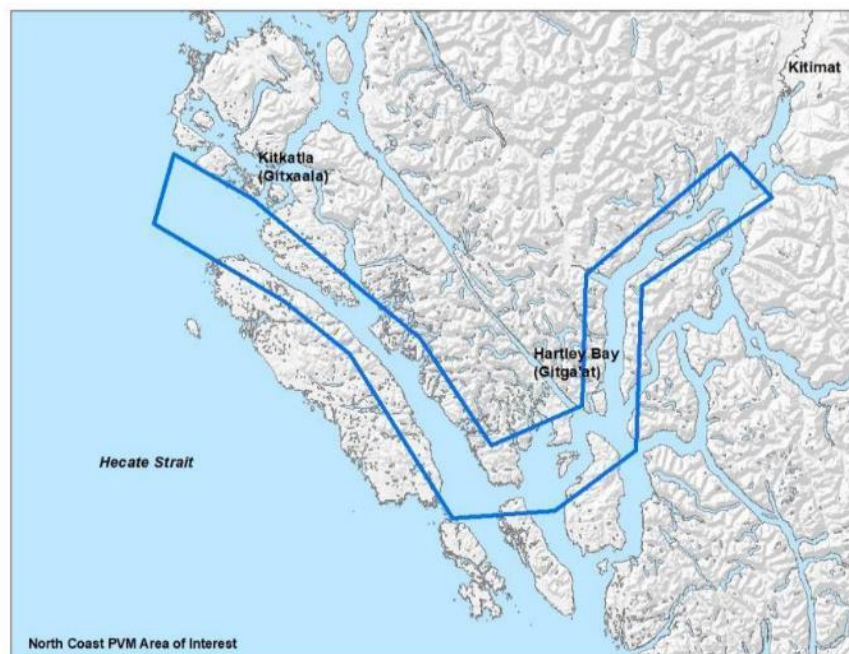 Kitimat
Kitkatla
(Gitxaala)
Hartley Bay
(Gitga'at)
Hecate Strait
North Coast PVM Area of Interest